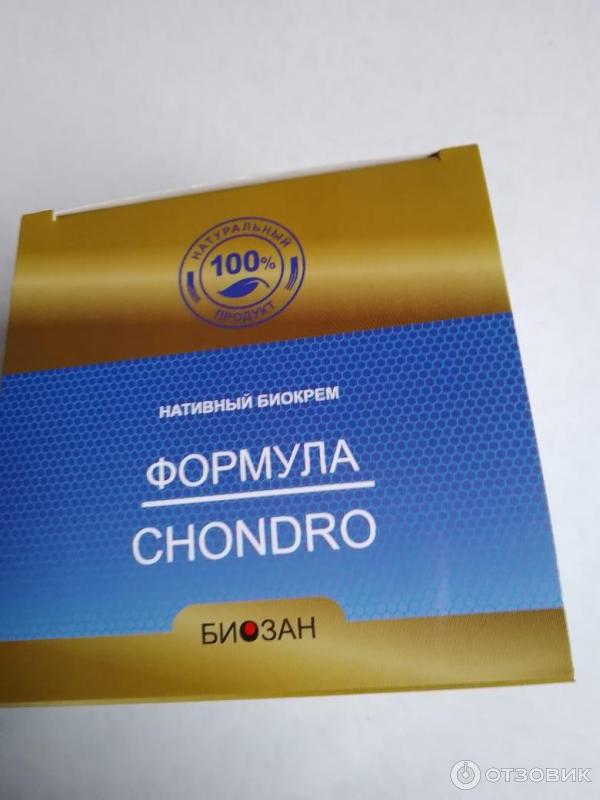 НАТУРАЛЬНЫЙ
100%
ПРОДУКТ
НАТИВНЫЙ БИОКРЕМ
ФОРМУЛА
CHONDRO
БИОЗАН
ОТЗОВИК